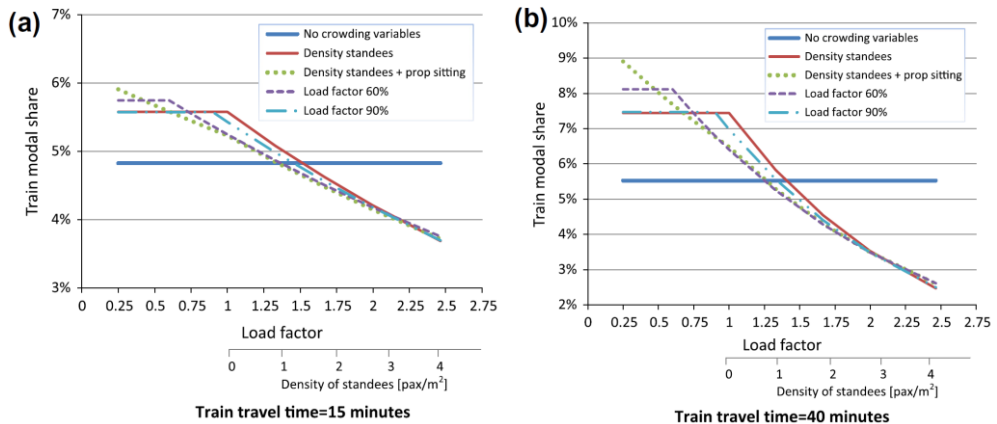 (a)
7%
6%
5%
4%
3%
Train modal share
No crowding variables
Density standees
Density standees + prop sitting
Load factor 60%
Load factor 90%
0 0.25 0.5 0.75 1 1.25 1.5 1.75 2 2.25 2.5 2.75
Load factor
0 1 2 3 4
Density of standees [pax/m²]
Train travel time=15 minutes
(b)
10%
9%
8%
7%
6%
5%
4%
3%
2%
Train modal share
No crowding variables
Density standees
Density standees + prop sitting
Load factor 60%
Load factor 90%
0 0.25 0.5 0.75 1 1.25 1.5 1.75 2 2.25 2.5 2.75
Load factor
0 1 2 3 4
Density of standees [pax/m²]
Train travel time=40 minutes